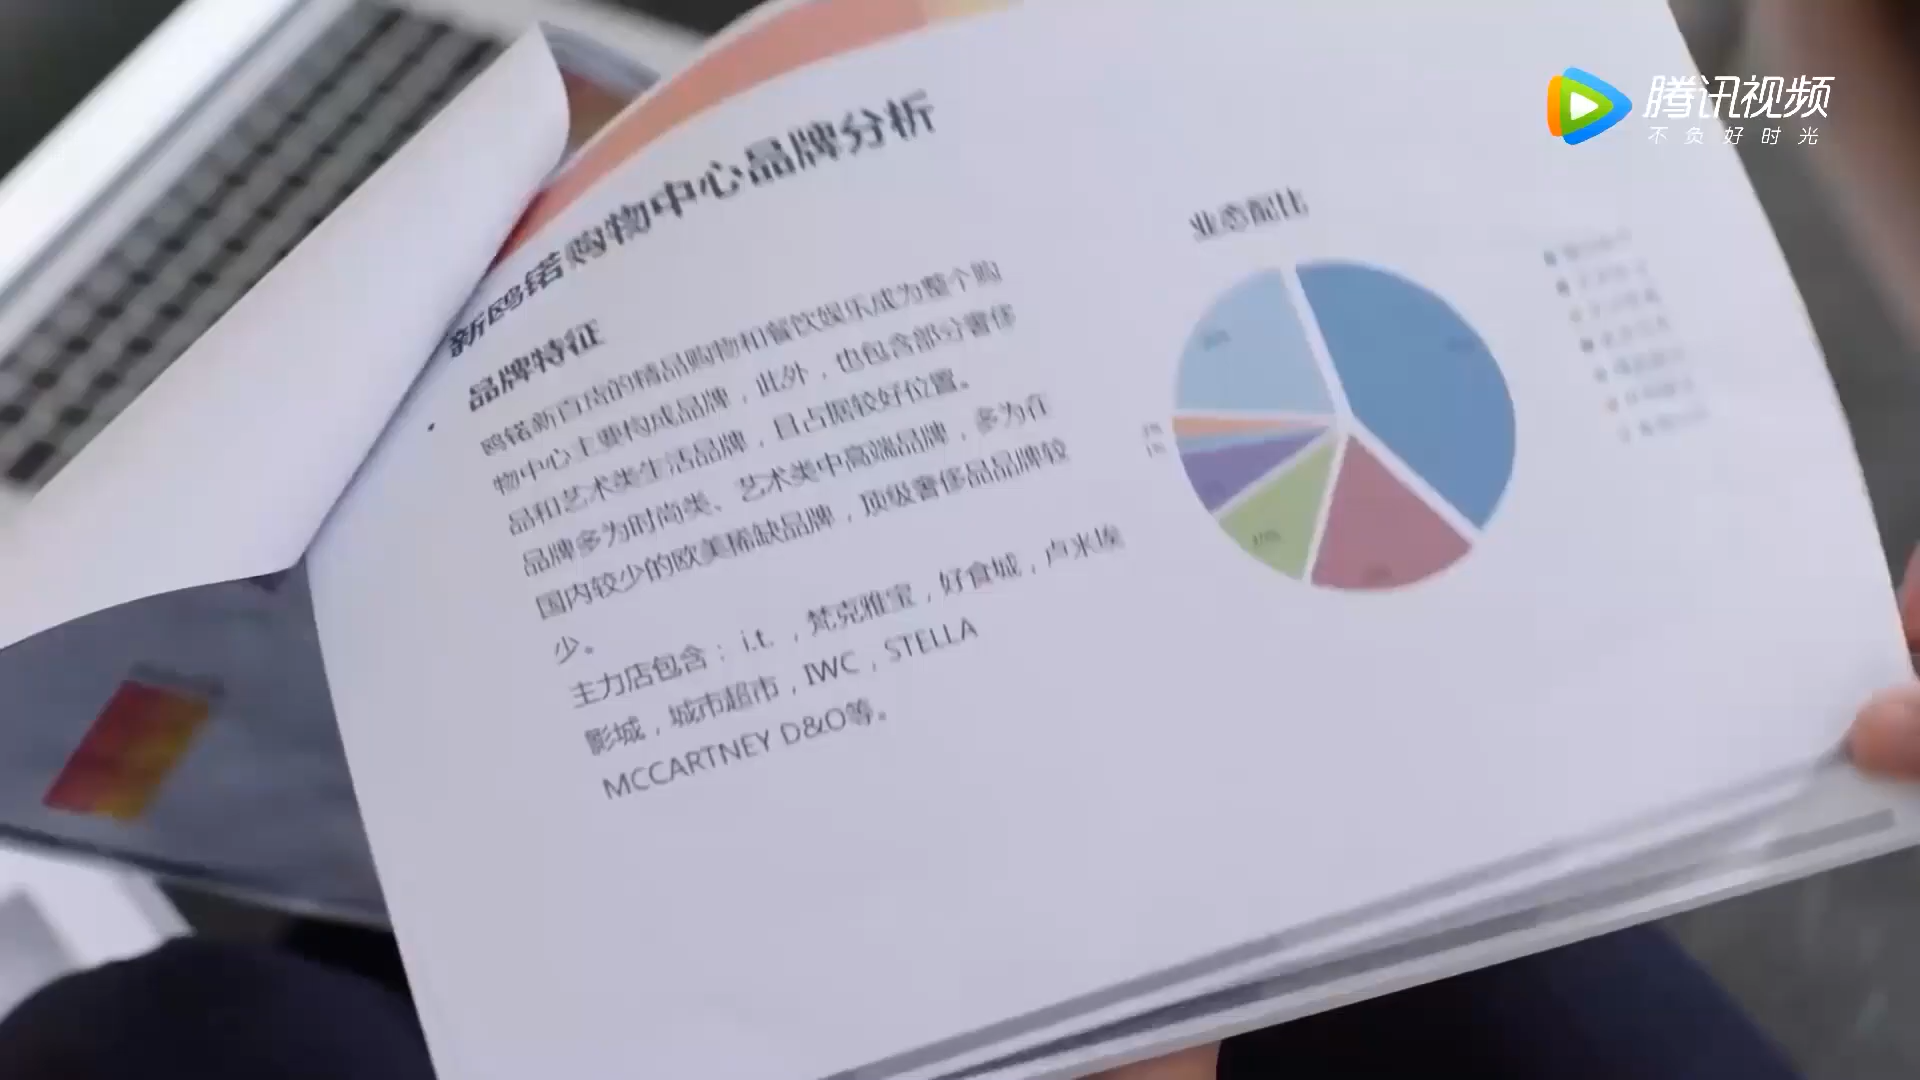 腾讯视频
不负好时光
新鸥锘购物中心品牌分析
品牌特征
鸥锘新百店的精品购物和餐饮娱乐成为整个购
物中心主要构成品牌，此外，也包含部分奢侈
品和艺术类生活品牌，且占据较好位置。
品牌多为时尚类、艺术类中高端品牌，多为在
国内较少的欧美稀缺品牌，顶级奢侈品品牌较
少。
主力店包含：i.t.，梵克雅宝，好食城，卢米埃
影城，城市超市，IWC，STELLA
MCCARTNEY D&O等。
业态配比